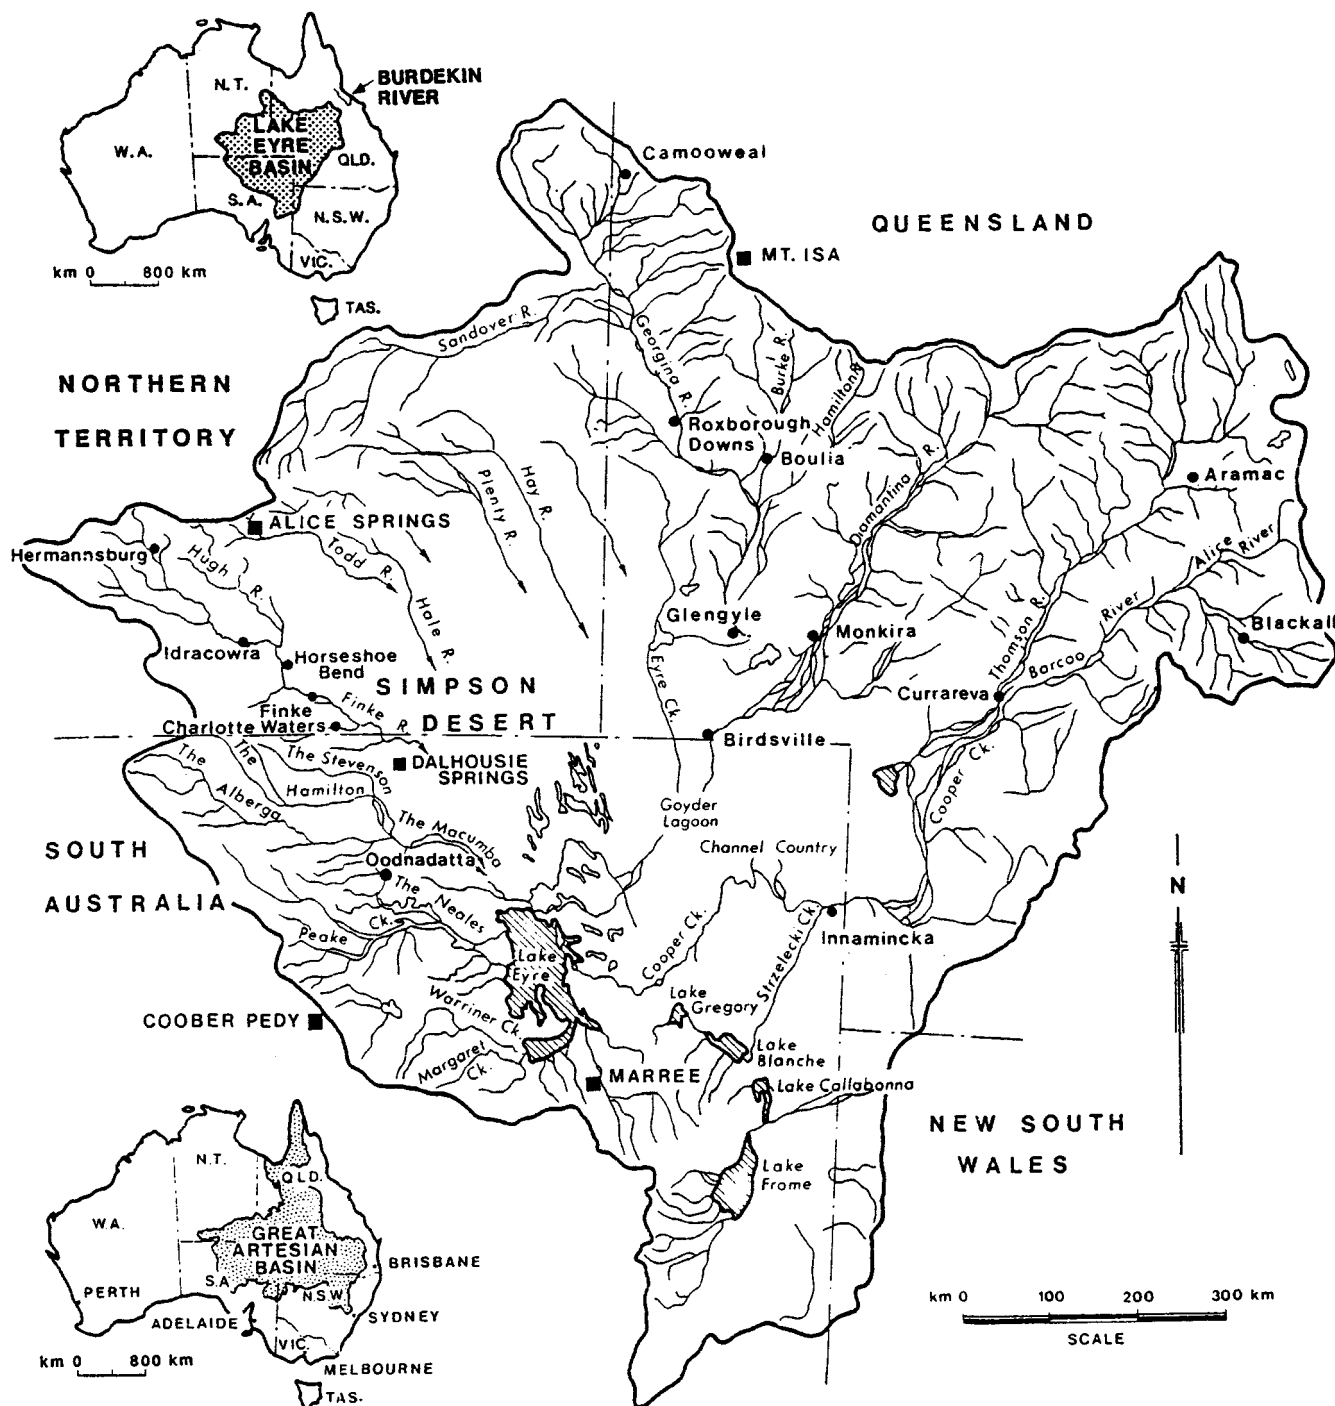 N.T.
BURDEKIN
RIVER
LAKE
EYRE
BASIN
W.A.
QLD.
S.A.
N.S.W.
VIC.
km 0 800 km
TAS.
Camooweal
QUEENSLAND
MT. ISA
Sandover R.
Georgina R.
Burke R.
Hamilton R.
NORTHERN
TERRITORY
Roxborough
Downs
Boulia
Diamantina R.
Aramac
Plenty R.
Hay R.
ALICE SPRINGS
Hermannsburg
Hugh R.
Todd R.
Hale R.
Alice River
Glengyle
Monkira
Thomson R.
Barcoo River
Blackall
Idracowra
Horseshoe
Bend
Eyre Ck.
SIMPSON
DESERT
Currareva
Finke
Finke R.
Charlotte Waters
Birdsville
The Stevenson
DALHOUSIE
SPRINGS
The Hamilton
The Alberga
Cooper Ck.
Goyder
Lagoon
The Macumba
Channel Country
SOUTH
AUSTRALIA
Oodnadatta
The Neales
N
Peake Ck.
Innamincka
Lake
Eyre
Cooper Ck.
Strzelecki Ck.
Lake
Gregory
Warriner Ck.
COOBER PEDY
Lake
Blanche
Margaret
Ck.
MARREE
Lake Callabonna
NEW SOUTH
WALES
Lake
Frome
N.T.
QLD.
W.A.
GREAT
ARTESIAN
BASIN
BRISBANE
S.A.
N.S.W.
PERTH
ADELAIDE
SYDNEY
VIC.
km 0 800 km
MELBOURNE
TAS.
km 0 100 200 300 km
SCALE